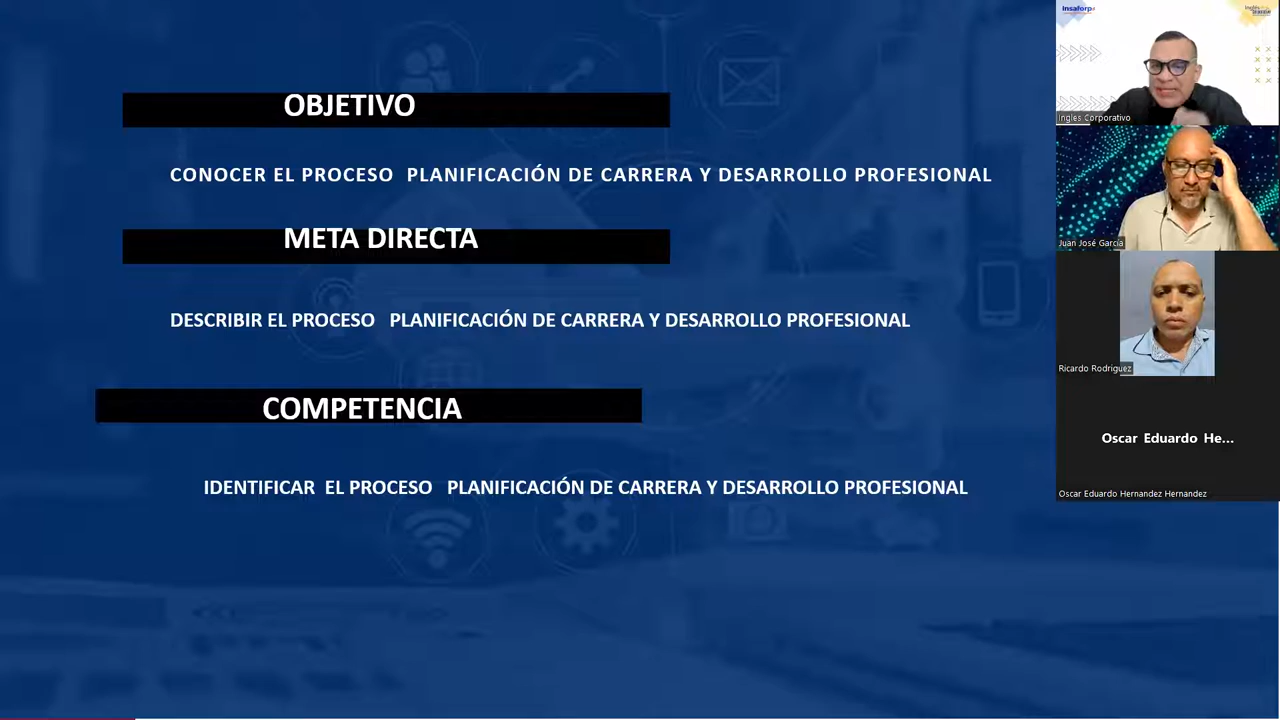 OBJETIVO
CONOCER EL PROCESO PLANIFICACIÓN DE CARRERA Y DESARROLLO PROFESIONAL
META DIRECTA
DESCRIBIR EL PROCESO PLANIFICACIÓN DE CARRERA Y DESARROLLO PROFESIONAL
COMPETENCIA
IDENTIFICAR EL PROCESO PLANIFICACIÓN DE CARRERA Y DESARROLLO PROFESIONAL
insaforp
Ingles Corporativo
Juan José García
Ricardo Rodriguez
Oscar Eduardo He...
Oscar Eduardo Hernandez Hernandez